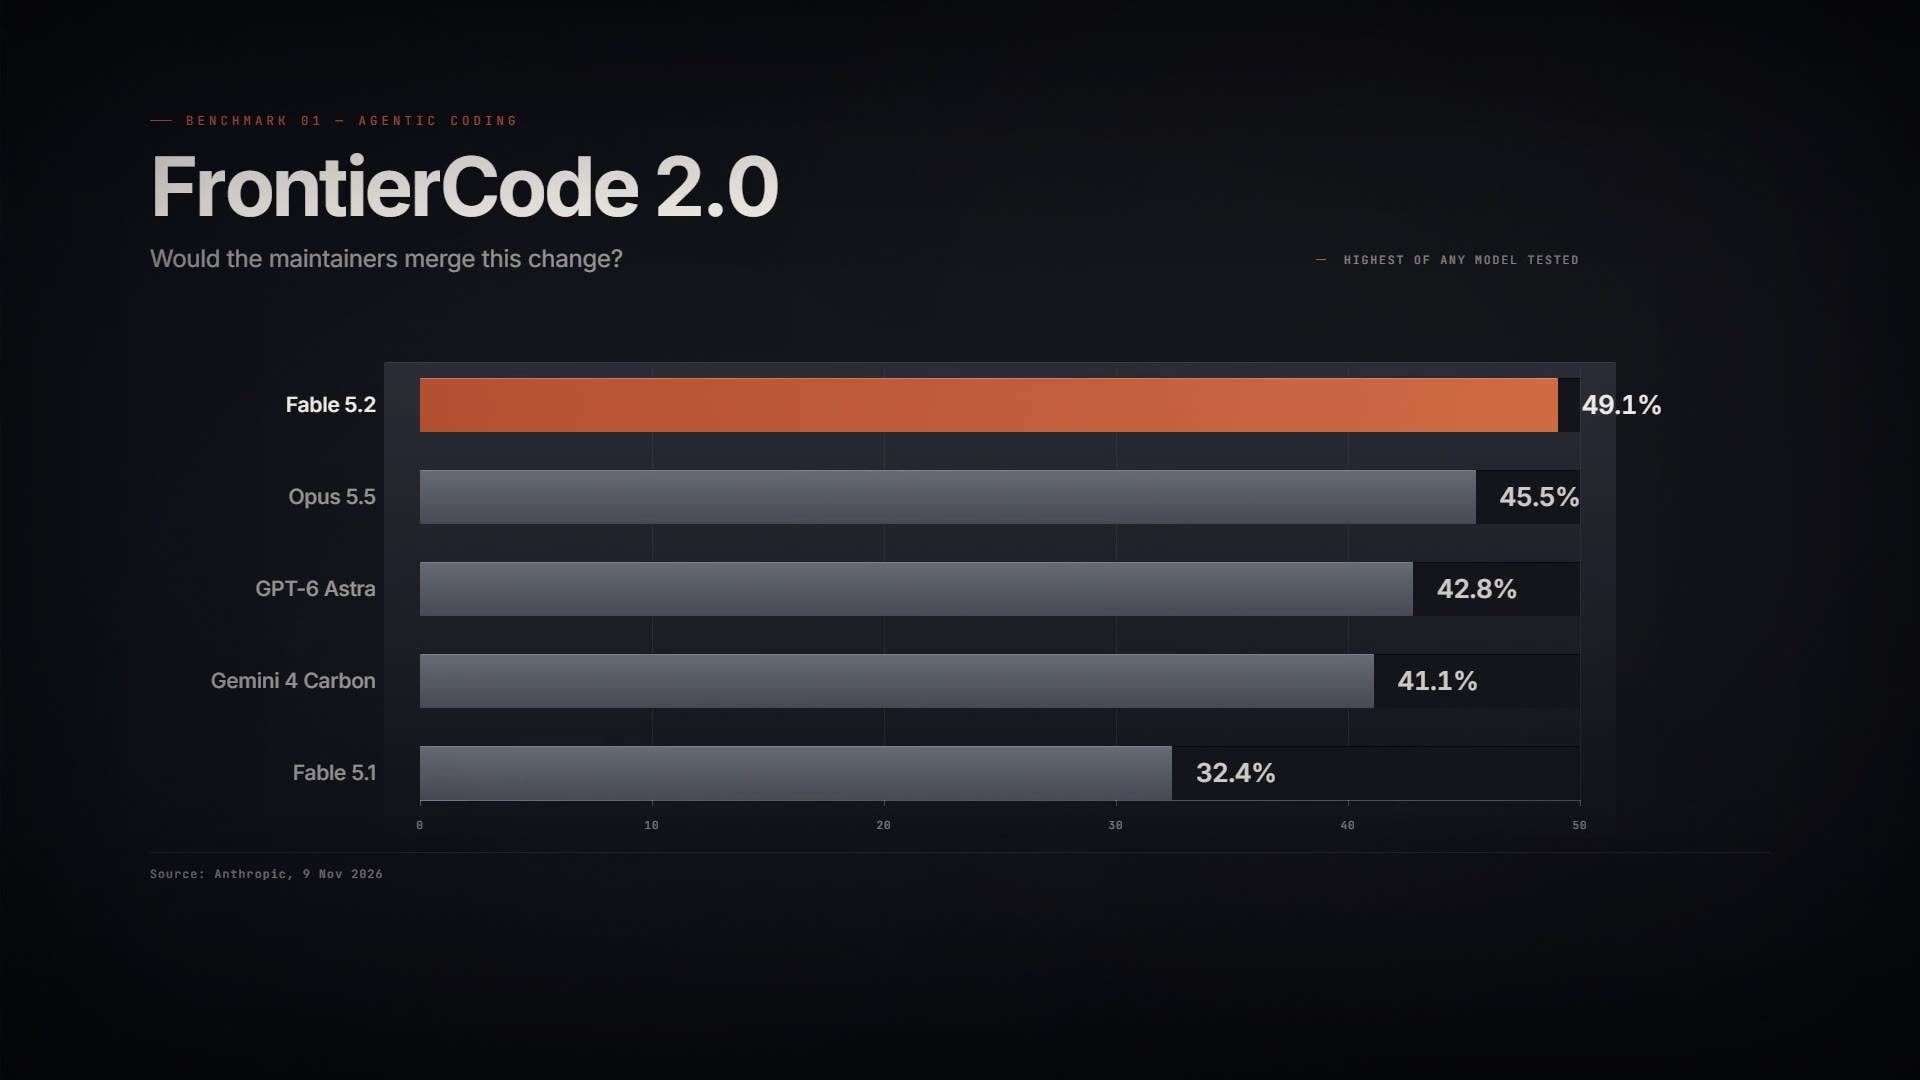 BENCHMARK 01 — AGENTIC CODING
FrontierCode 2.0
Would the maintainers merge this change?
— HIGHEST OF ANY MODEL TESTED
Fable 5.2 49.1%
Opus 5.5 45.5%
GPT-6 Astra 42.8%
Gemini 4 Carbon 41.1%
Fable 5.1 32.4%
0 10 20 30 40 50
Source: Anthropic, 9 Nov 2026